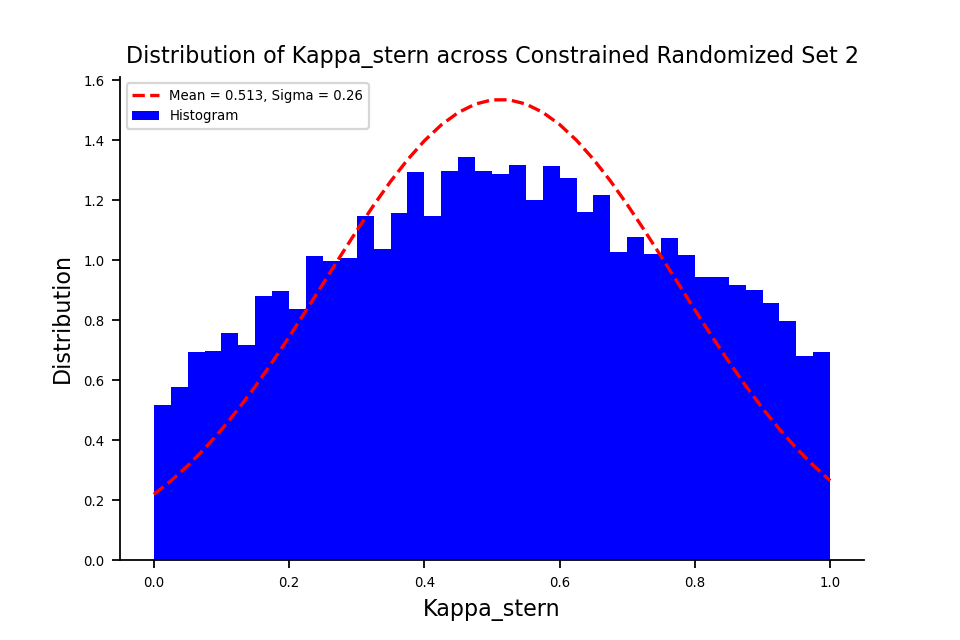 Distribution of Kappa_stern across Constrained Randomized Set 2
Mean = 0.513, Sigma = 0.26
Histogram
Distribution
1.6
1.4
1.2
1.0
0.8
0.6
0.4
0.2
0.0
0.0 0.2 0.4 0.6 0.8 1.0
Kappa_stern